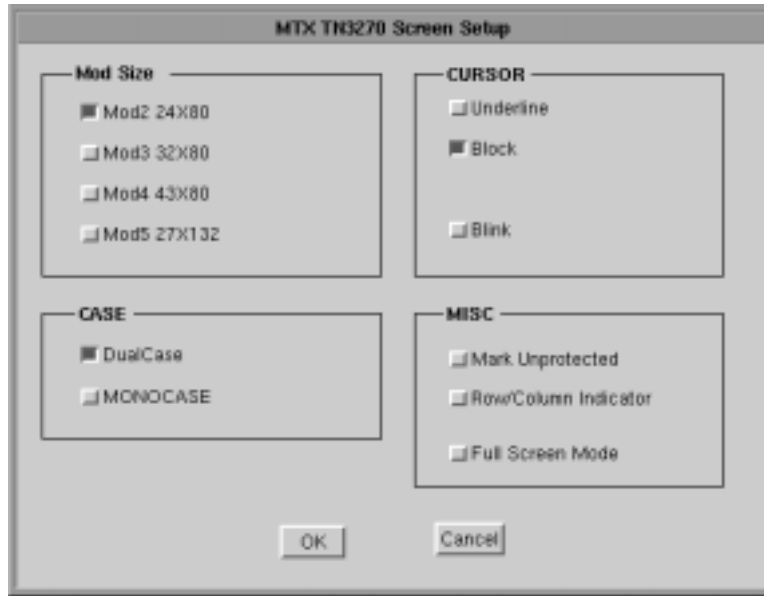 MTX TN3270 Screen Setup
Mod Size
Mod2 24X80
Mod3 32X80
Mod4 43X80
Mod5 27X132
CURSOR
Underline
Block
Blink
CASE
DualCase
MONOCASE
MISC
Mark Unprotected
Row/Column Indicator
Full Screen Mode
OK
Cancel